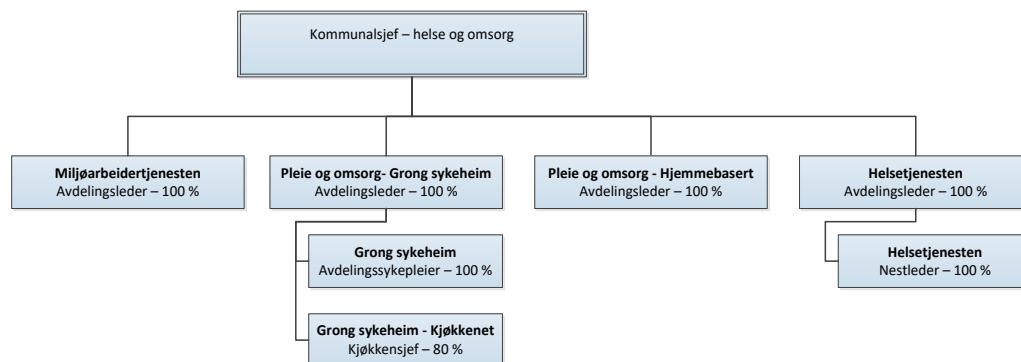 Kommunalsjef – helse og omsorg
Miljøarbeidertjenesten
Avdelingsleder – 100 %
Pleie og omsorg- Grong sykeheim
Avdelingsleder – 100 %
Pleie og omsorg - Hjemmebasert
Avdelingsleder – 100 %
Helsetjenesten
Avdelingsleder – 100 %
Grong sykeheim
Avdelingssykepleier – 100 %
Helsetjenesten
Nestleder – 100 %
Grong sykeheim - Kjøkkenet
Kjøkkensjef – 80 %